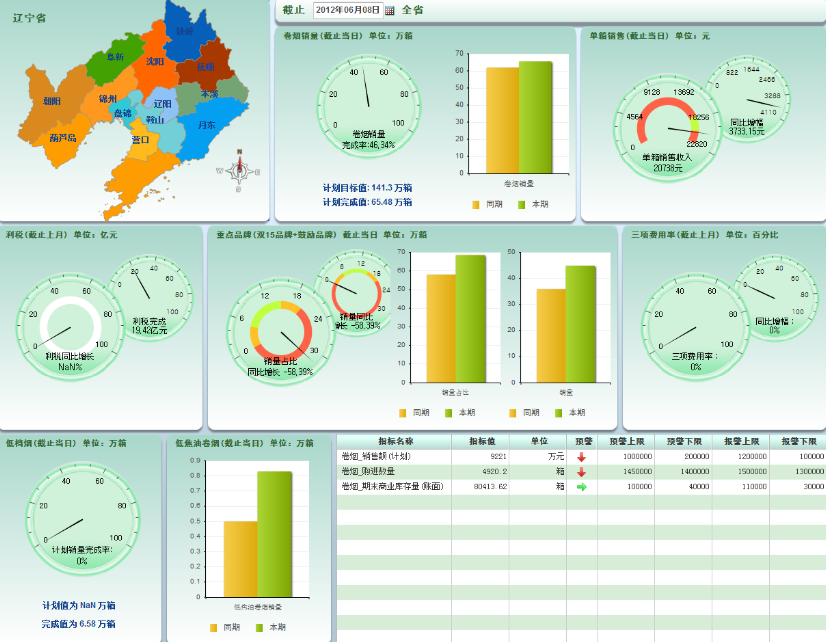 辽宁省
铁岭
阜新
沈阳
抚顺
朝阳
锦州
本溪
辽阳
盘锦
鞍山
丹东
葫芦岛
营口
N
W
E
S
截止 2012年06月08日 全省
卷烟销量(截止当日) 单位: 万箱
0
20
40
60
80
100
卷烟销量
完成率:46.34%
计划目标值: 141.3 万箱
计划完成值: 65.48 万箱
70
60
50
40
30
20
10
0
卷烟销量
同期 本期
单箱销售(截止当日) 单位: 元
0
4564
9128
13692
18256
22820
单箱销售收入
20738元
0
822
1644
2466
3288
4110
同比增幅
3733.15元
利税(截止上月) 单位: 亿元
0
20
40
60
80
100
利税同比增长
NaN%
0
20
40
60
80
100
利税完成
19.42亿元
重点品牌(双15品牌+鼓励品牌) 截止当日 单位: 万箱
0
6
12
18
24
30
销量占比
同比增长 -58.39%
0
6
12
18
24
30
销量同比
增长 -58.39%
70
60
50
40
30
20
10
0
销量占比
同期 本期
50
40
30
20
10
0
销量
同期 本期
三项费用率(截止上月) 单位: 百分比
0
20
40
60
80
100
三项费用率:
0%
0
20
40
60
80
100
同比增幅:
0%
低档烟(截止当日) 单位: 万箱
0
20
40
60
80
100
计划销量完成率:
0%
计划值为 NaN 万箱
完成值为 6.58 万箱
低焦油卷烟(截止当日) 单位: 万箱
0.9
0.8
0.7
0.6
0.5
0.4
0.3
0.2
0.1
0
低焦油卷烟销量
同期 本期
指标名称 指标值 单位 预警 预警上限 预警下限 报警上限 报警下限
卷烟_销售额(计划) 9221 万元 1000000 200000 1200000 100000
卷烟_购进数量 4920.2 箱 1450000 1400000 1500000 1300000
卷烟_期末商业库存量(账面) 80413.62 箱 100000 40000 110000 30000